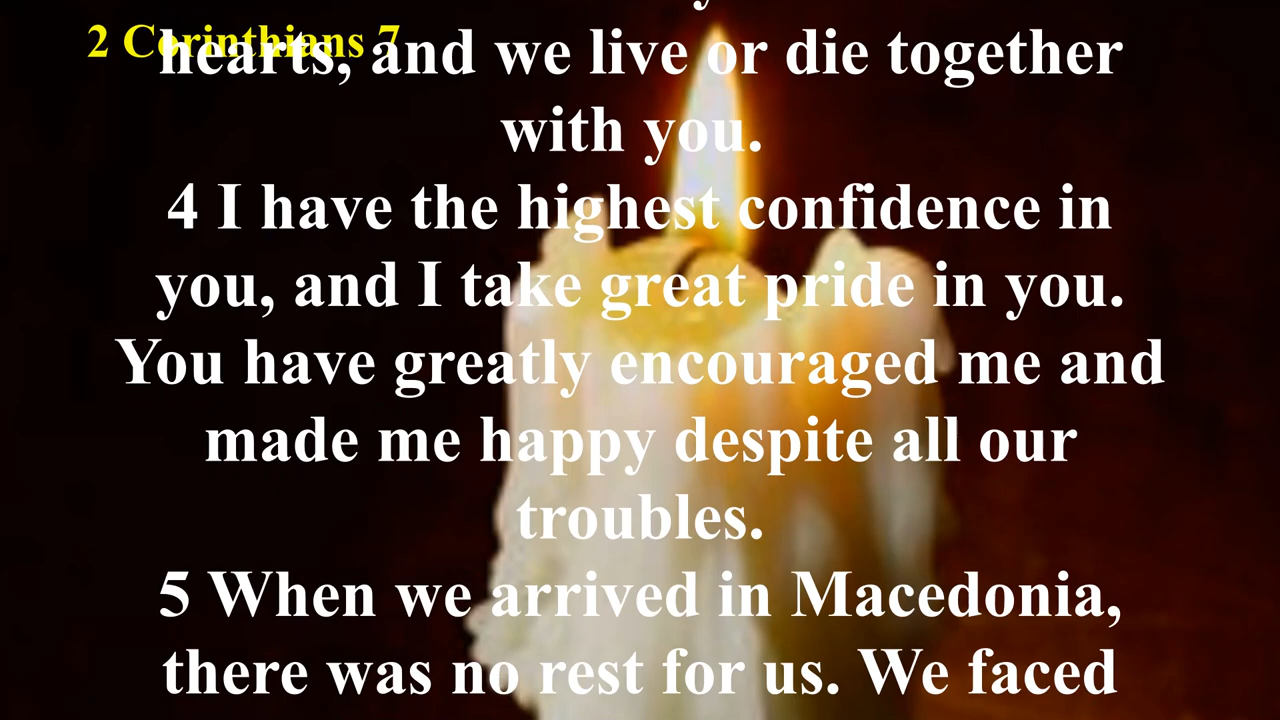 2 Corinthians 7
hearts, and we live or die together
with you.
4 I have the highest confidence in
you, and I take great pride in you.
You have greatly encouraged me and
made me happy despite all our
troubles.
5 When we arrived in Macedonia,
there was no rest for us. We faced